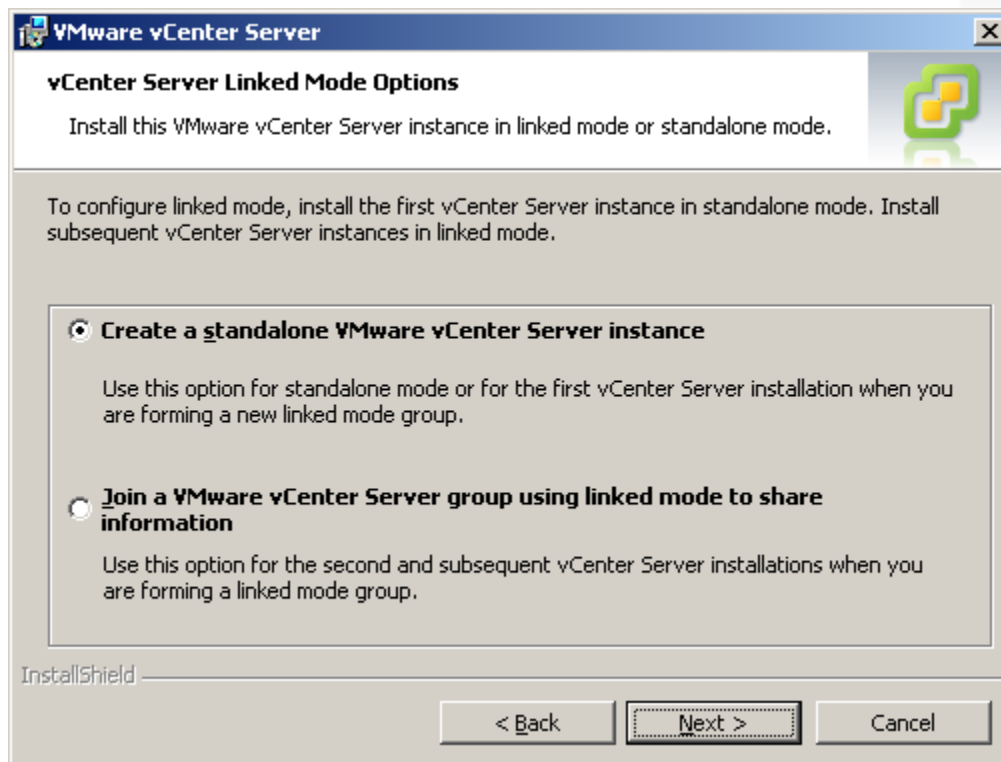 VMware vCenter Server
vCenter Server Linked Mode Options
Install this VMware vCenter Server instance in linked mode or standalone mode.
To configure linked mode, install the first vCenter Server instance in standalone mode. Install
subsequent vCenter Server instances in linked mode.
Create a standalone VMware vCenter Server instance
Use this option for standalone mode or for the first vCenter Server installation when you
are forming a new linked mode group.
Join a VMware vCenter Server group using linked mode to share
information
Use this option for the second and subsequent vCenter Server installations when you
are forming a linked mode group.
InstallShield
< Back
Next >
Cancel